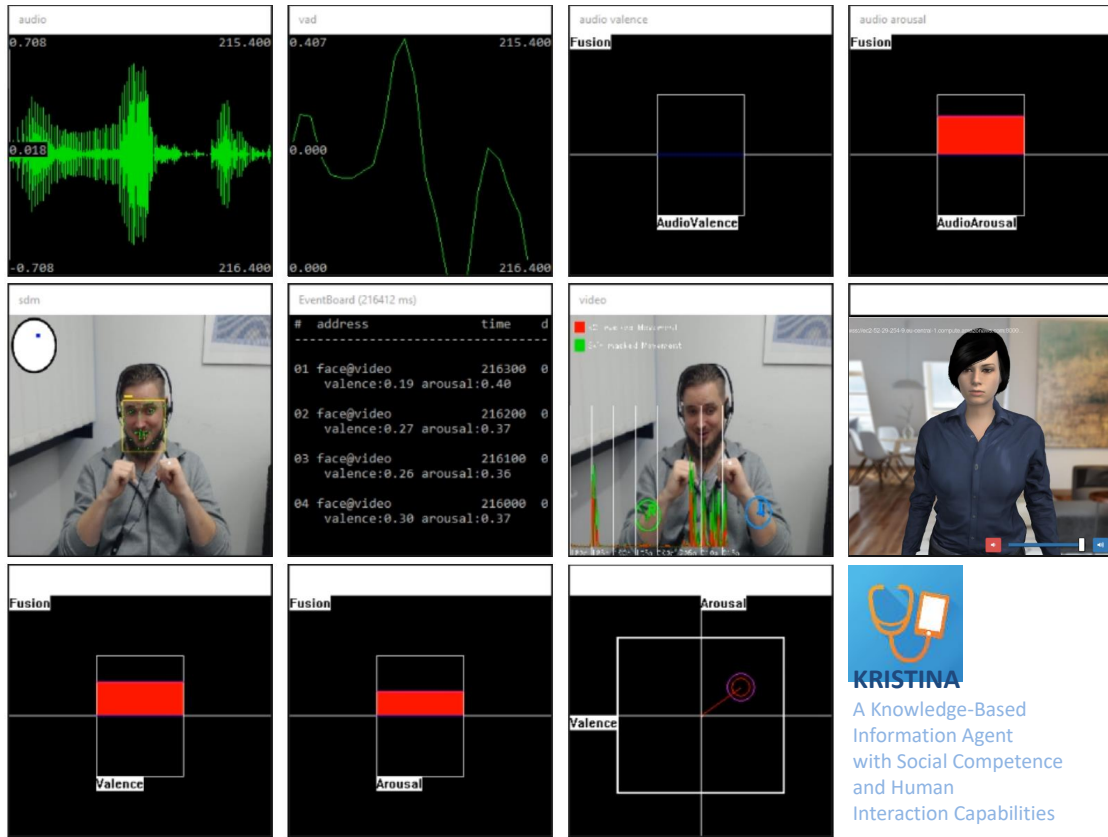 audio
0.708 215.400
0.018
-0.708 216.400
vad
0.407 215.400
0.000
0.000 216.400
audio valence
Fusion
AudioValence
audio arousal
Fusion
AudioArousal
sdm
EventBoard (216412 ms)
# address time d
01 face@video 216300 0
valence:0.19 arousal:0.40
02 face@video 216200 0
valence:0.27 arousal:0.37
03 face@video 216100 0
valence:0.26 arousal:0.36
04 face@video 216000 0
valence:0.30 arousal:0.37
video
Movement
masked Movement
Fusion
Valence
Fusion
Arousal
Arousal
Valence
KRISTINA
A Knowledge-Based
Information Agent
with Social Competence
and Human
Interaction Capabilities